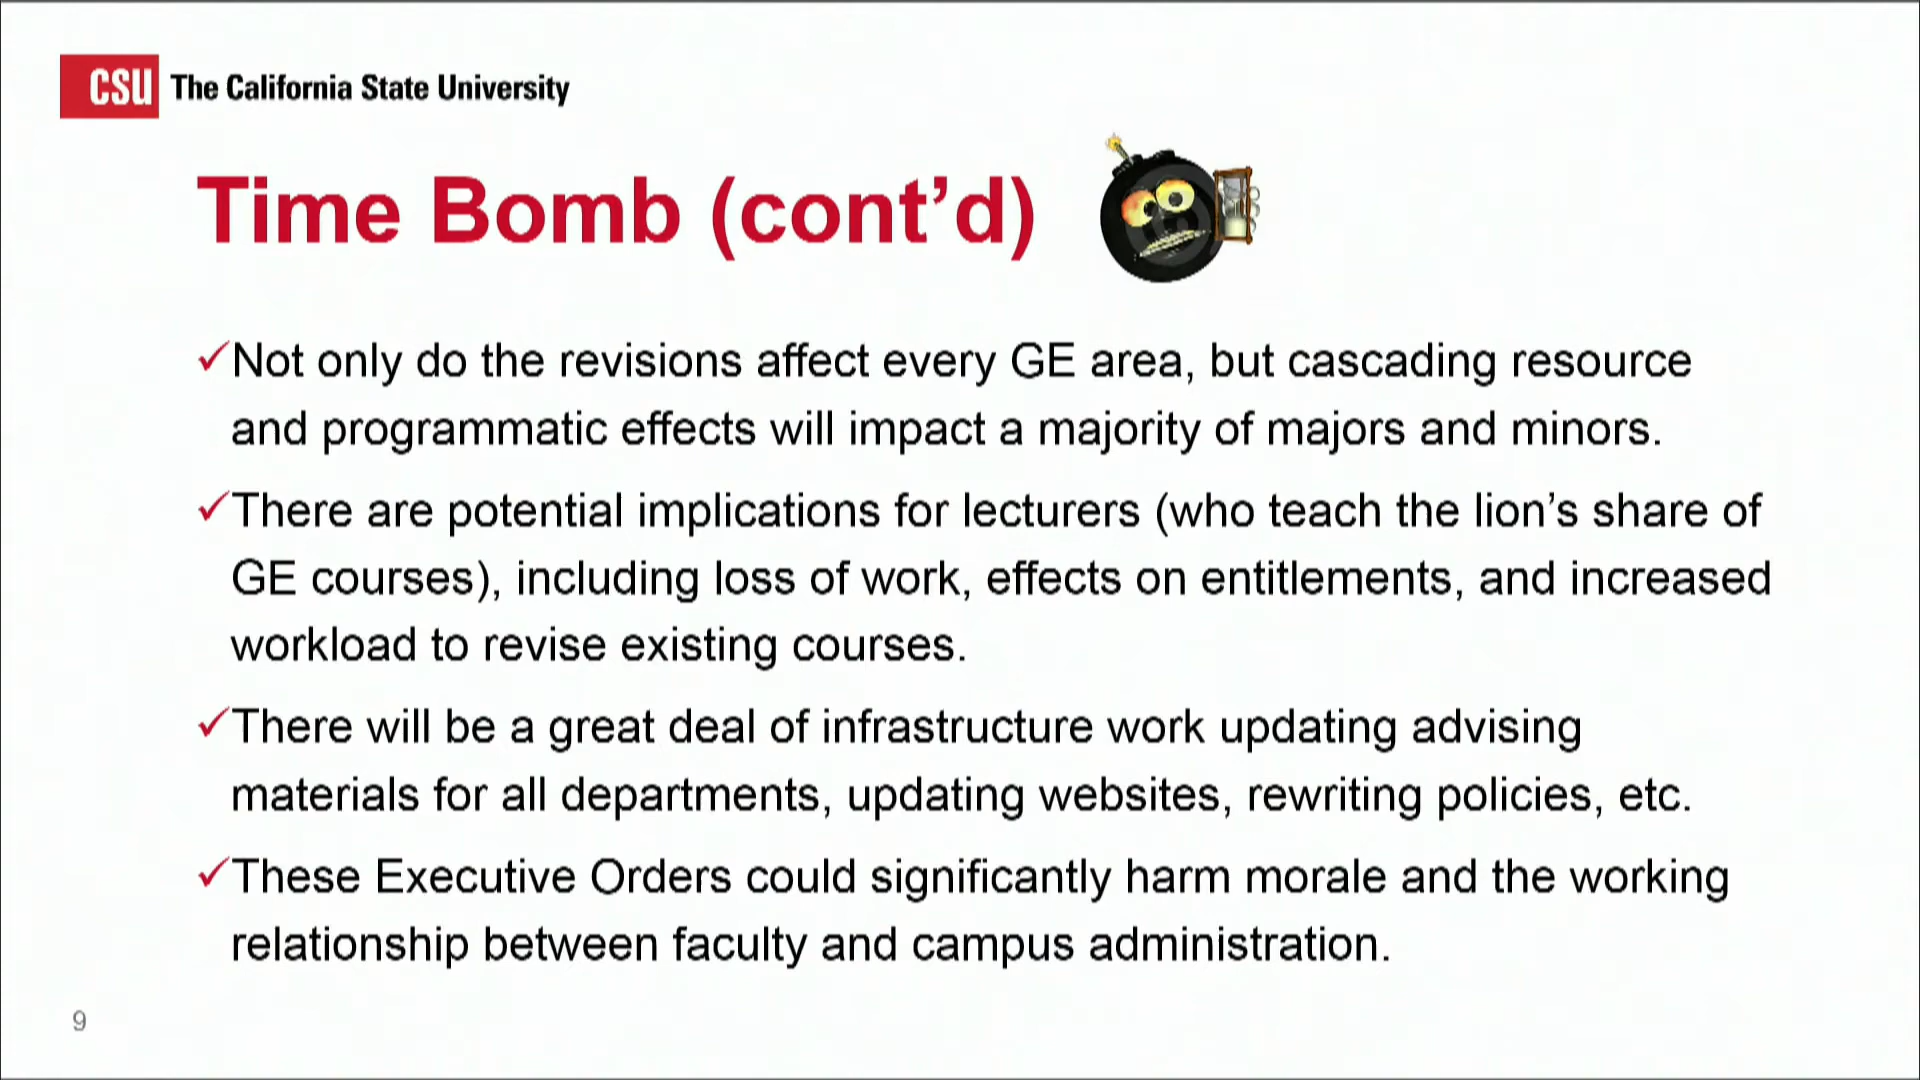 CSU The California State University
Time Bomb (cont’d)
✓Not only do the revisions affect every GE area, but cascading resource
and programmatic effects will impact a majority of majors and minors.
✓There are potential implications for lecturers (who teach the lion’s share of
GE courses), including loss of work, effects on entitlements, and increased
workload to revise existing courses.
✓There will be a great deal of infrastructure work updating advising
materials for all departments, updating websites, rewriting policies, etc.
✓These Executive Orders could significantly harm morale and the working
relationship between faculty and campus administration.
9